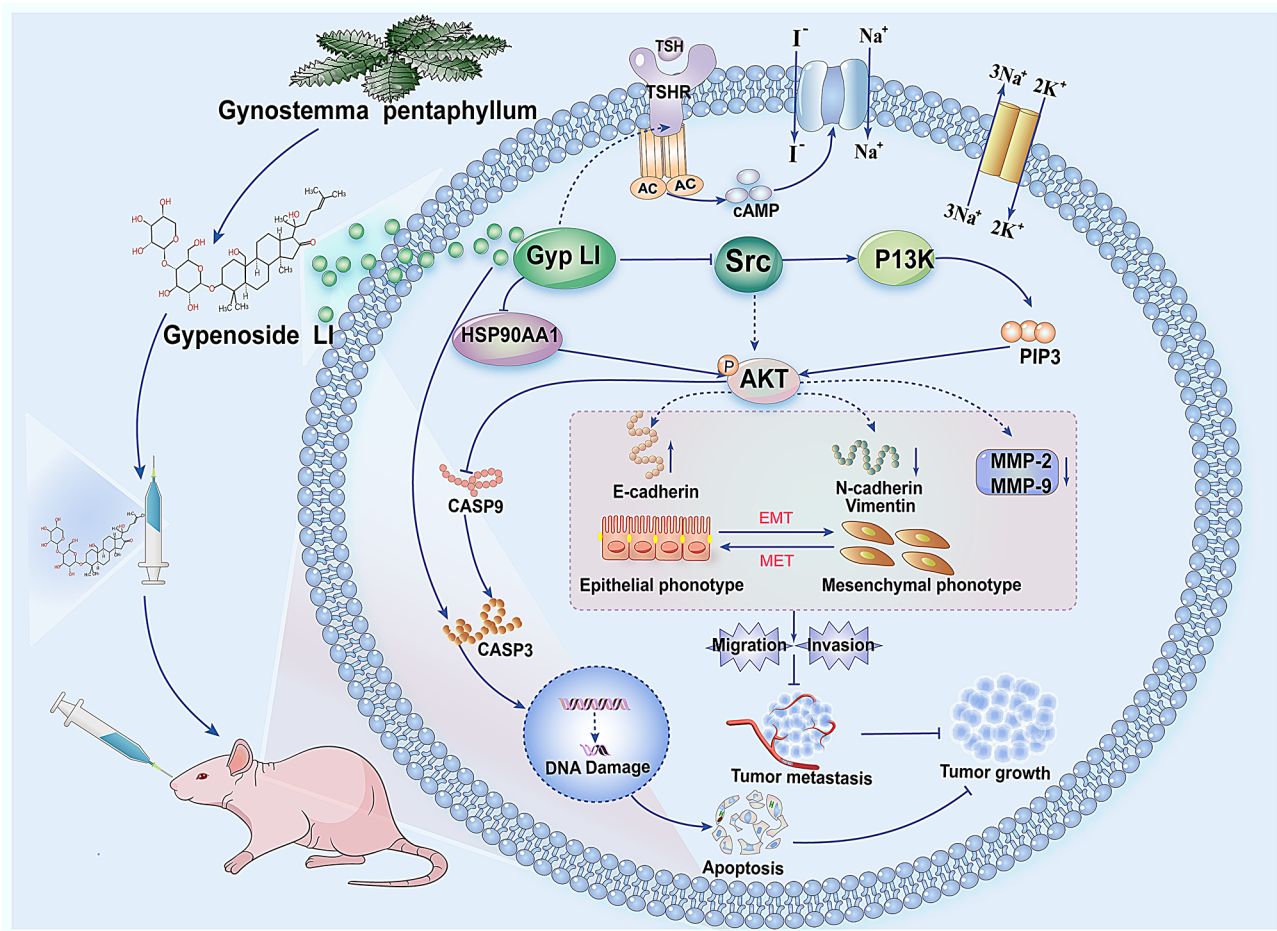 Gynostemma pentaphyllum
Gypenoside LI
TSH
TSHR
AC
AC
cAMP
I⁻
Na⁺
I⁻
Na⁺
3Na⁺ 2K⁺
3Na⁺ 2K⁺
Gyp LI
Src
P13K
HSP90AA1
PIP3
P
AKT
E-cadherin
N-cadherin
Vimentin
MMP-2
MMP-9
CASP9
EMT
MET
Epithelial phonotype
Mesenchymal phonotype
CASP3
Migration
Invasion
DNA Damage
Tumor metastasis
Tumor growth
Apoptosis